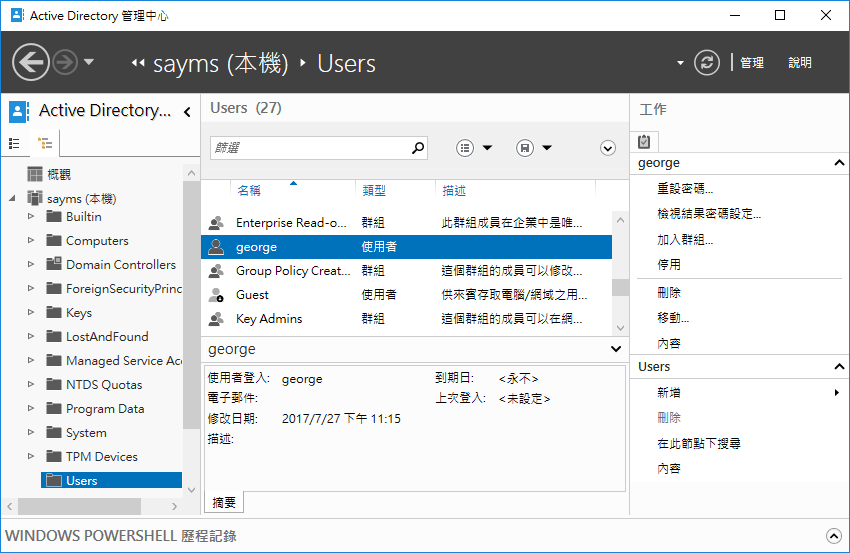 Active Directory 管理中心
sayms (本機) Users
管理 說明
Active Directory...
概觀
sayms (本機)
Builtin
Computers
Domain Controllers
ForeignSecurityPrinc
Keys
LostAndFound
Managed Service Acc
NTDS Quotas
Program Data
System
TPM Devices
Users
Users (27)
篩選
名稱 類型 描述
Enterprise Read-o... 群組 此群組成員在企業中是唯...
george 使用者
Group Policy Creat... 群組 這個群組的成員可以修改...
Guest 使用者 供來賓存取電腦/網域之用...
Key Admins 群組 這個群組的成員可以在網...
george
使用者登入: george 到期日: <永不>
電子郵件: 上次登入: <未設定>
修改日期: 2017/7/27 下午 11:15
描述:
摘要
工作
george
重設密碼...
檢視結果密碼設定...
加入群組...
停用
刪除
移動...
內容
Users
新增
刪除
在此節點下搜尋
內容
WINDOWS POWERSHELL 歷程記錄